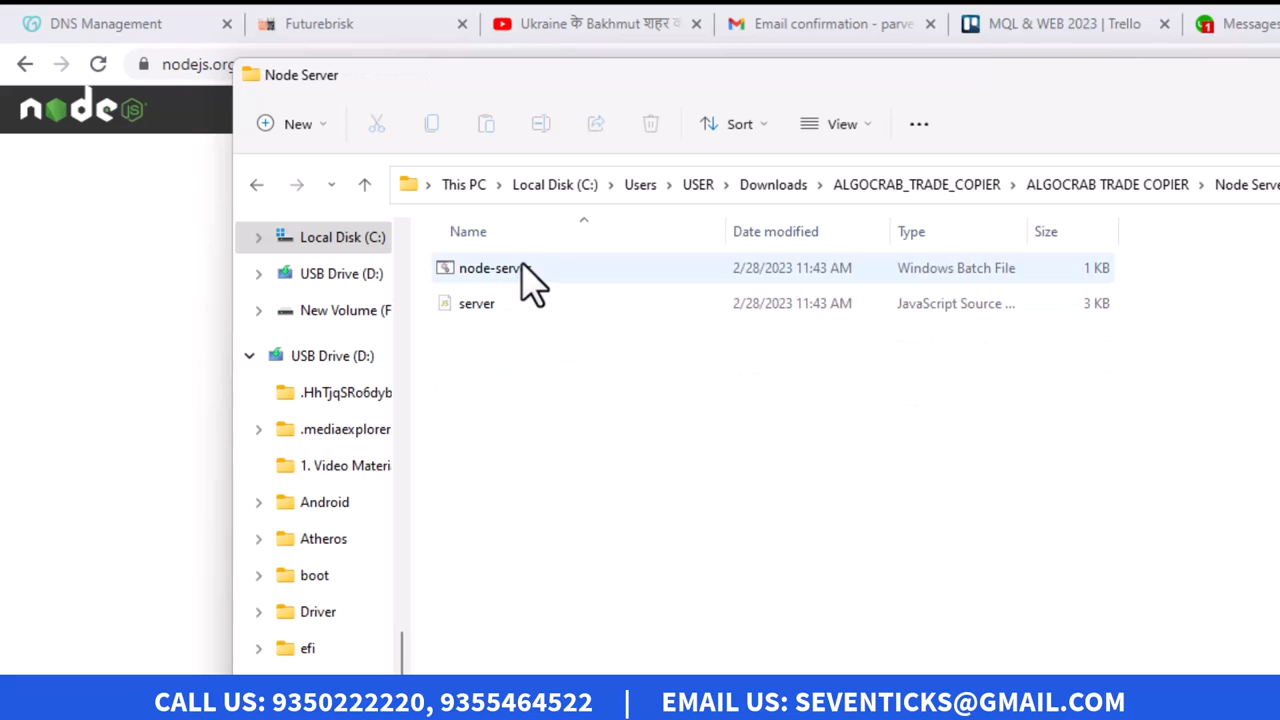 DNS Management
Futurebrisk
Ukraine के Bakhmut शहर
Email confirmation - parve
MQL & WEB 2023 | Trello
Messages
1
nodejs.org
node JS
Node Server
New
Sort
View
This PC > Local Disk (C:) > Users > USER > Downloads > ALGOCRAB_TRADE_COPIER > ALGOCRAB TRADE COPIER > Node Serve
Name Date modified Type Size
node-serv 2/28/2023 11:43 AM Windows Batch File 1 KB
server 2/28/2023 11:43 AM JavaScript Source ... 3 KB
Local Disk (C:)
USB Drive (D:)
New Volume (F
USB Drive (D:)
.HhTjqSRo6dyb
.mediaexplorer
1. Video Materi
Android
Atheros
boot
Driver
efi
CALL US: 9350222220, 9355464522 | EMAIL US: SEVENTICKS@GMAIL.COM